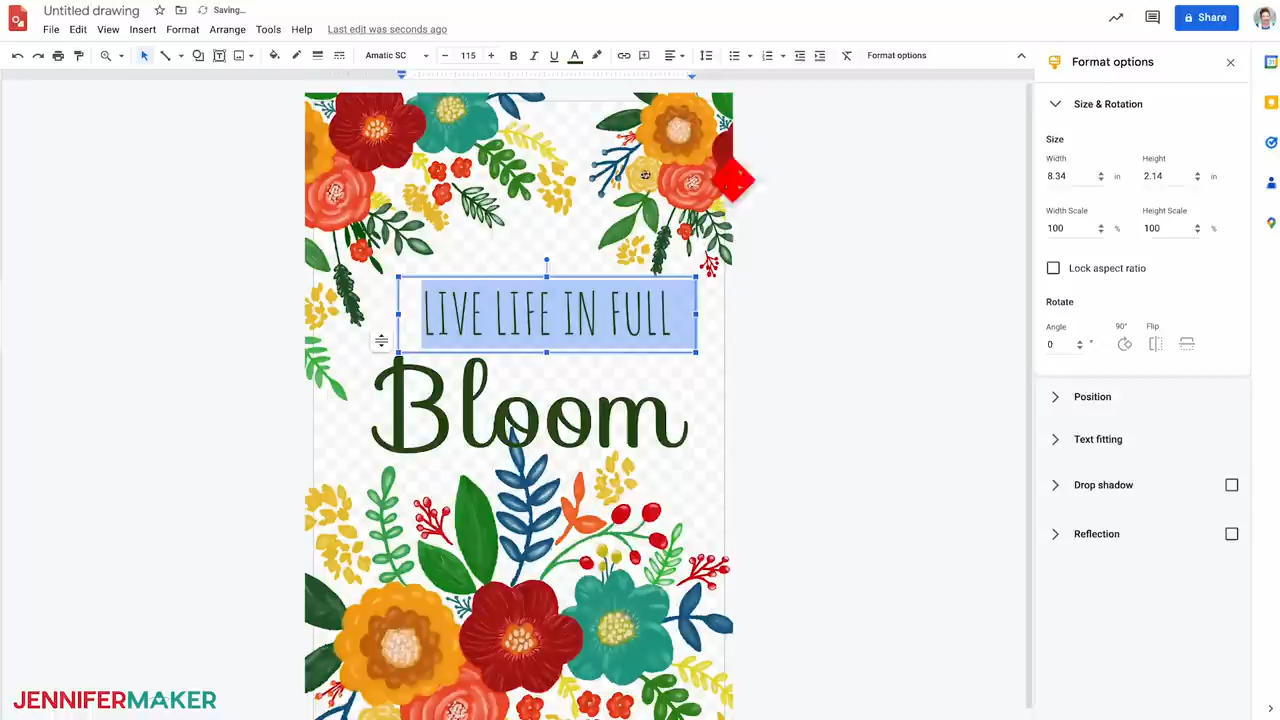 Untitled drawing
Saving...
File Edit View Insert Format Arrange Tools Help Last edit was seconds ago
Share
Amatic SC - 115 + B I U A Format options
Format options
Size & Rotation
Size
Width Height
8.34 in 2.14 in
Width Scale Height Scale
100 % 100 %
Lock aspect ratio
Rotate
Angle 90° Flip
0 °
Position
Text fitting
Drop shadow
Reflection
LIVE LIFE IN FULL
Bloom
JENNIFERMAKER